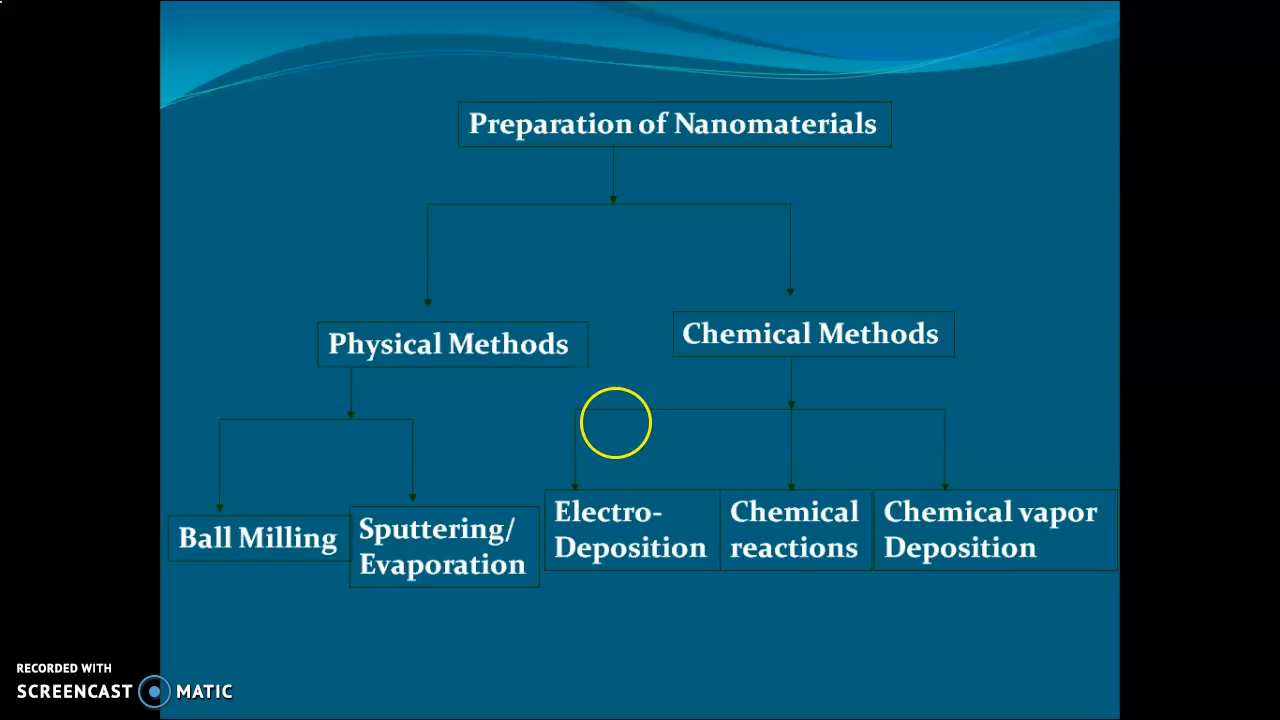 Preparation of Nanomaterials
Physical Methods
Chemical Methods
Ball Milling
Sputtering/
Evaporation
Electro-
Deposition
Chemical
reactions
Chemical vapor
Deposition
RECORDED WITH
SCREENCAST MATIC